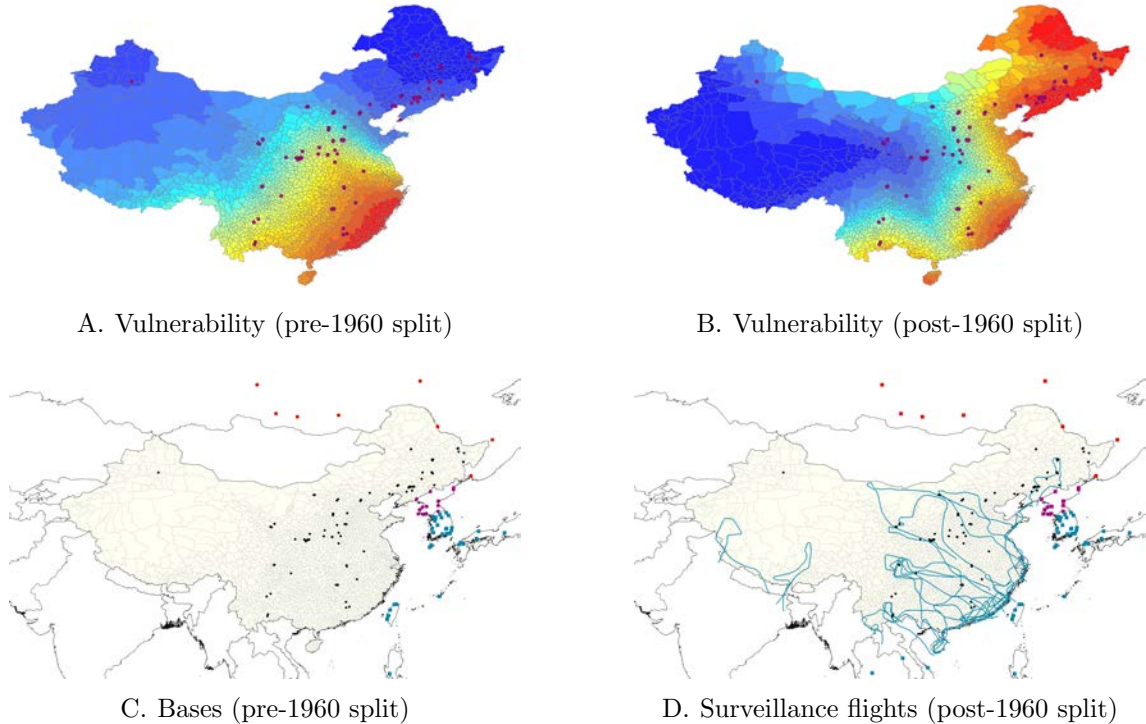 A. Vulnerability (pre-1960 split)
B. Vulnerability (post-1960 split)
C. Bases (pre-1960 split)
D. Surveillance flights (post-1960 split)